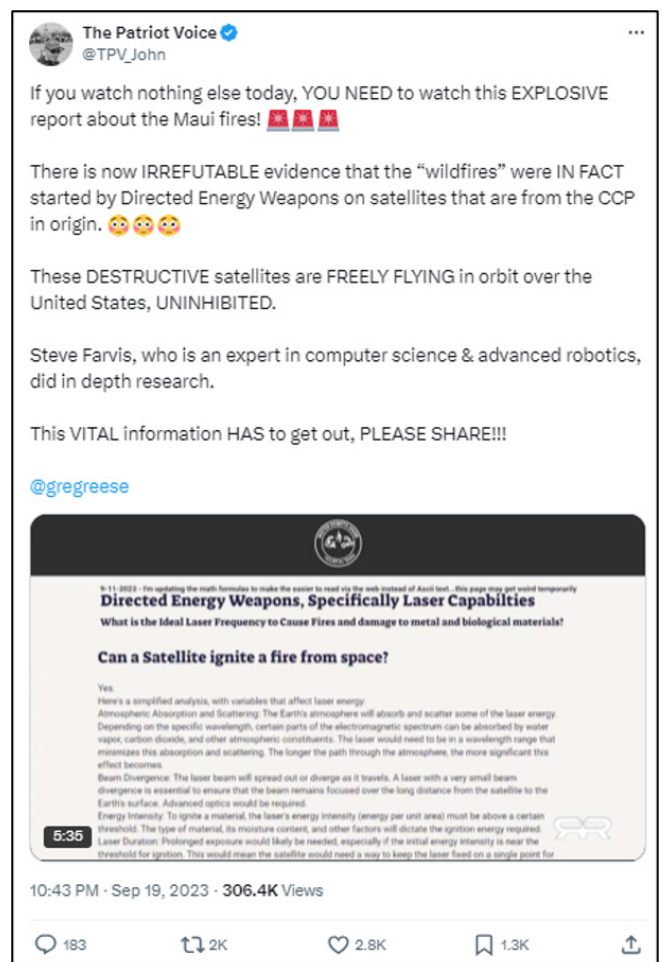 The Patriot Voice
@TPV_John
If you watch nothing else today, YOU NEED to watch this EXPLOSIVE
report about the Maui fires! 🚨🚨🚨
There is now IRREFUTABLE evidence that the “wildfires” were IN FACT
started by Directed Energy Weapons on satellites that are from the CCP
in origin. 😳😳😳
These DESTRUCTIVE satellites are FREELY FLYING in orbit over the
United States, UNINHIBITED.
Steve Farvis, who is an expert in computer science & advanced robotics,
did in depth research.
This VITAL information HAS to get out, PLEASE SHARE!!!
@gregreese
9-11-2023 - I'm updating the math formulas to make the easier to read via the web instead of Ascii text...this page may get weird temporarily
Directed Energy Weapons, Specifically Laser Capabilties
What is the Ideal Laser Frequency to Cause Fires and damage to metal and biological materials?
Can a Satellite ignite a fire from space?
Yes.
Here's a simplified analysis, with variables that affect laser energy.
Atmospheric Absorption and Scattering: The Earth's atmosphere will absorb and scatter some of the laser energy.
Depending on the specific wavelength, certain parts of the electromagnetic spectrum can be absorbed by water
vapor, carbon dioxide, and other atmospheric constituents. The laser would need to be in a wavelength range that
minimizes this absorption and scattering. The longer the path through the atmosphere, the more significant this
effect becomes.
Beam Divergence: The laser beam will spread out or diverge as it travels. A laser with a very small beam
divergence is essential to ensure that the beam remains focused over the long distance from the satellite to the
Earth's surface. Advanced optics would be required.
Energy Intensity: To ignite a material, the laser's energy intensity (energy per unit area) must be above a certain
threshold. The type of material, its moisture content, and other factors will dictate the ignition energy required.
Laser Duration: Prolonged exposure would likely be needed, especially if the initial energy intensity is near the
threshold for ignition. This would mean the satellite would need a way to keep the laser fixed on a single point for
5:35
10:43 PM · Sep 19, 2023 · 306.4K Views
183 2K 2.8K 1.3K